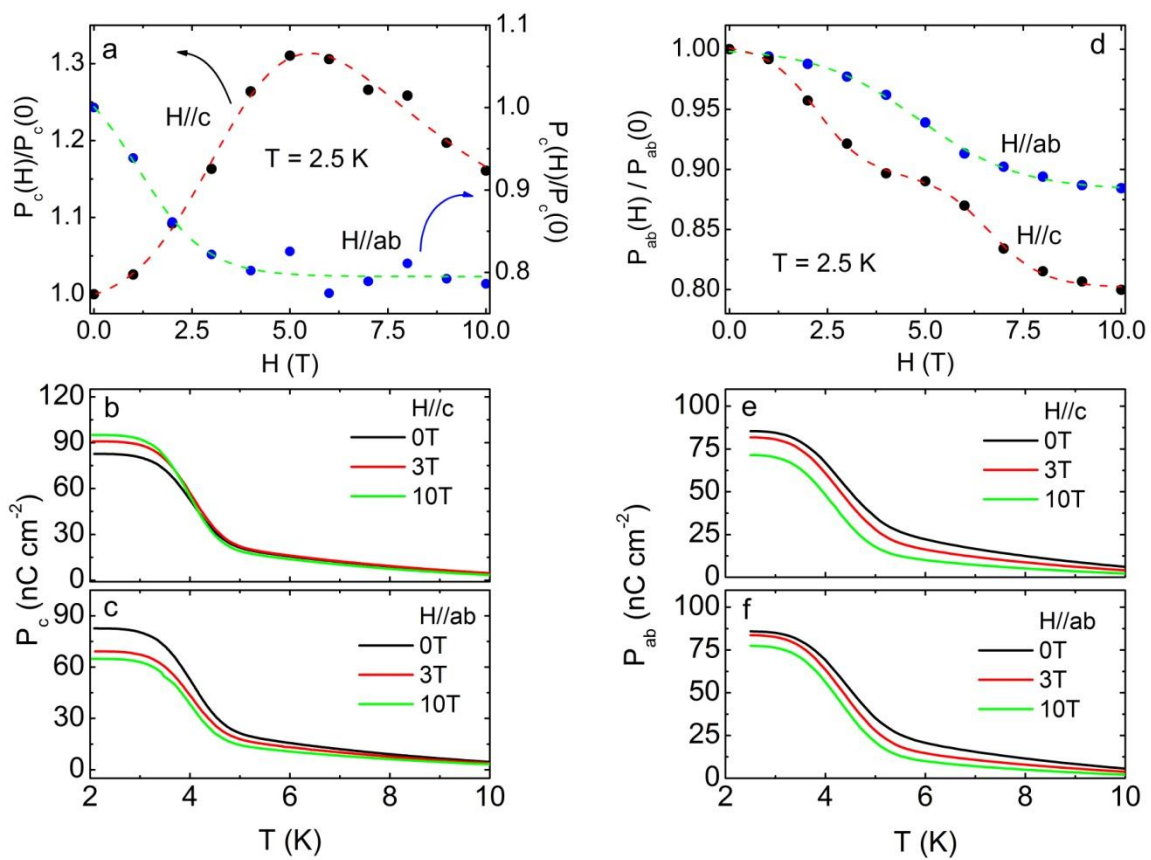 a
1.3
1.2
1.1
1.0
P_c(H)/P_c(0)
H//c
T = 2.5 K
H//ab
1.1
1.0
0.9
0.8
P_c(H)/P_c(0)
0.0 2.5 5.0 7.5 10.0
H (T)
d
1.00
0.95
0.90
0.85
0.80
P_ab(H) / P_ab(0)
H//ab
H//c
T = 2.5 K
0.0 2.5 5.0 7.5 10.0
H (T)
b
120
90
60
30
0
H//c
0T
3T
10T
c
90
60
30
0
H//ab
0T
3T
10T
P_c (nC cm^-2)
2 4 6 8 10
T (K)
e
100
75
50
25
0
H//c
0T
3T
10T
f
100
75
50
25
0
H//ab
0T
3T
10T
P_ab (nC cm^-2)
2 4 6 8 10
T (K)